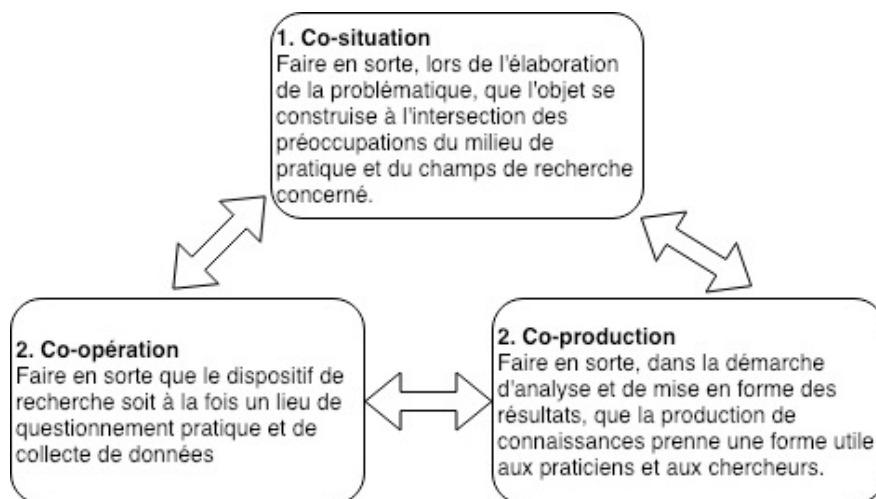 1. Co-situation
Faire en sorte, lors de l'élaboration
de la problématique, que l'objet se
construise à l'intersection des
préoccupations du milieu de
pratique et du champs de recherche
concerné.
2. Co-opération
Faire en sorte que le dispositif de
recherche soit à la fois un lieu de
questionnement pratique et de
collecte de données
2. Co-production
Faire en sorte, dans la démarche
d'analyse et de mise en forme des
résultats, que la production de
connaissances prenne une forme utile
aux praticiens et aux chercheurs.